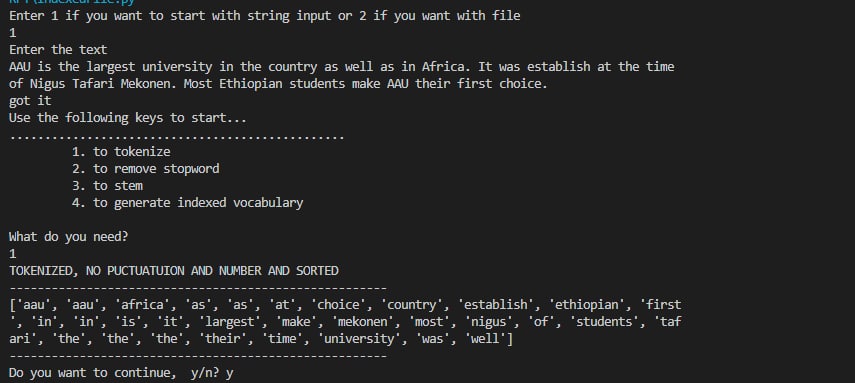 Enter 1 if you want to start with string input or 2 if you want with file
1
Enter the text
AAU is the largest university in the country as well as in Africa. It was establish at the time
of Nigus Tafari Mekonen. Most Ethiopian students make AAU their first choice.
got it
Use the following keys to start...
................................................
1. to tokenize
2. to remove stopword
3. to stem
4. to generate indexed vocabulary
What do you need?
1
TOKENIZED, NO PUCTUATUION AND NUMBER AND SORTED
------------------------------------------------------
['aau', 'aau', 'africa', 'as', 'as', 'at', 'choice', 'country', 'establish', 'ethiopian', 'first
', 'in', 'in', 'is', 'it', 'largest', 'make', 'mekonen', 'most', 'nigus', 'of', 'students', 'taf
ari', 'the', 'the', 'the', 'their', 'time', 'university', 'was', 'well']
------------------------------------------------------
Do you want to continue,  y/n? y